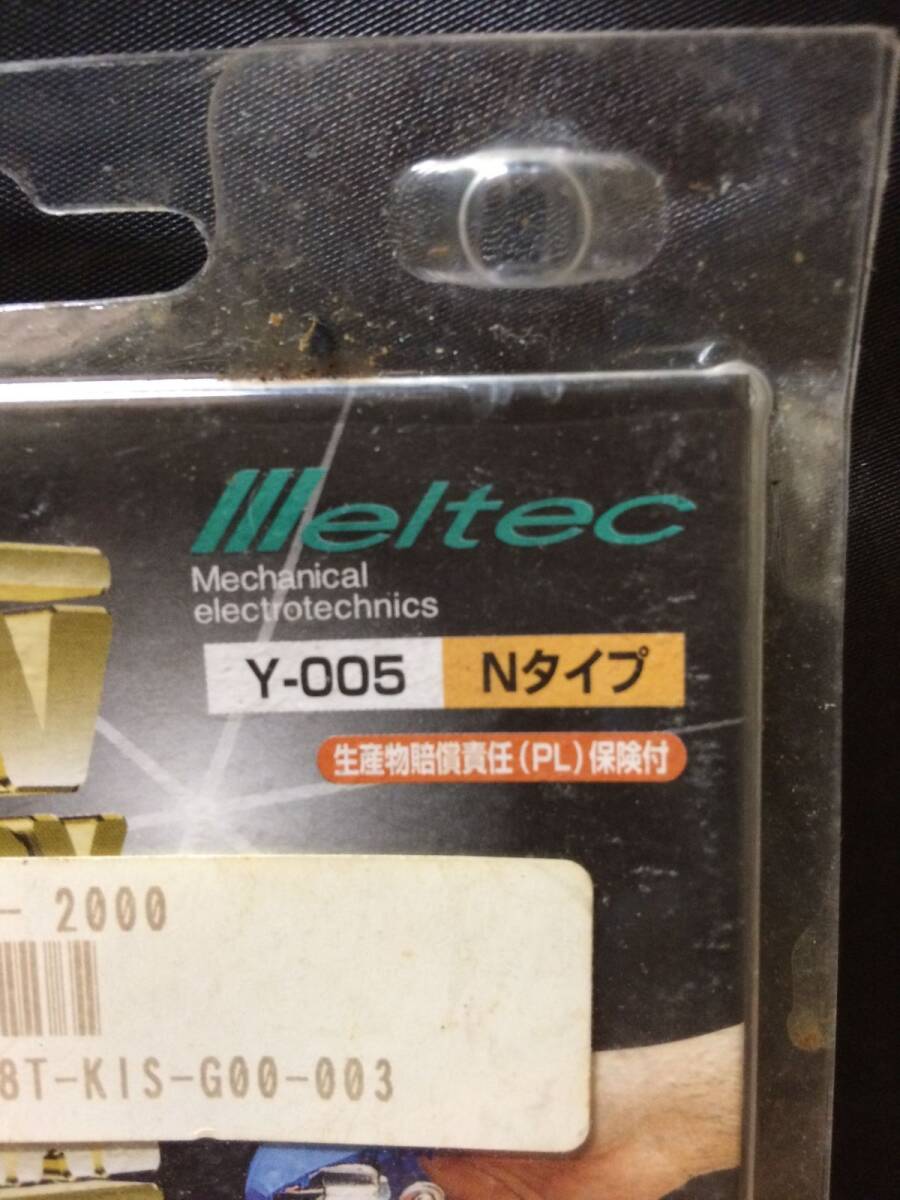 Meltec
Mechanical
electrotechnics
Y-005 Nタイプ
生産物賠償責任(PL)保険付
- 2000
8T-KIS-G00-003